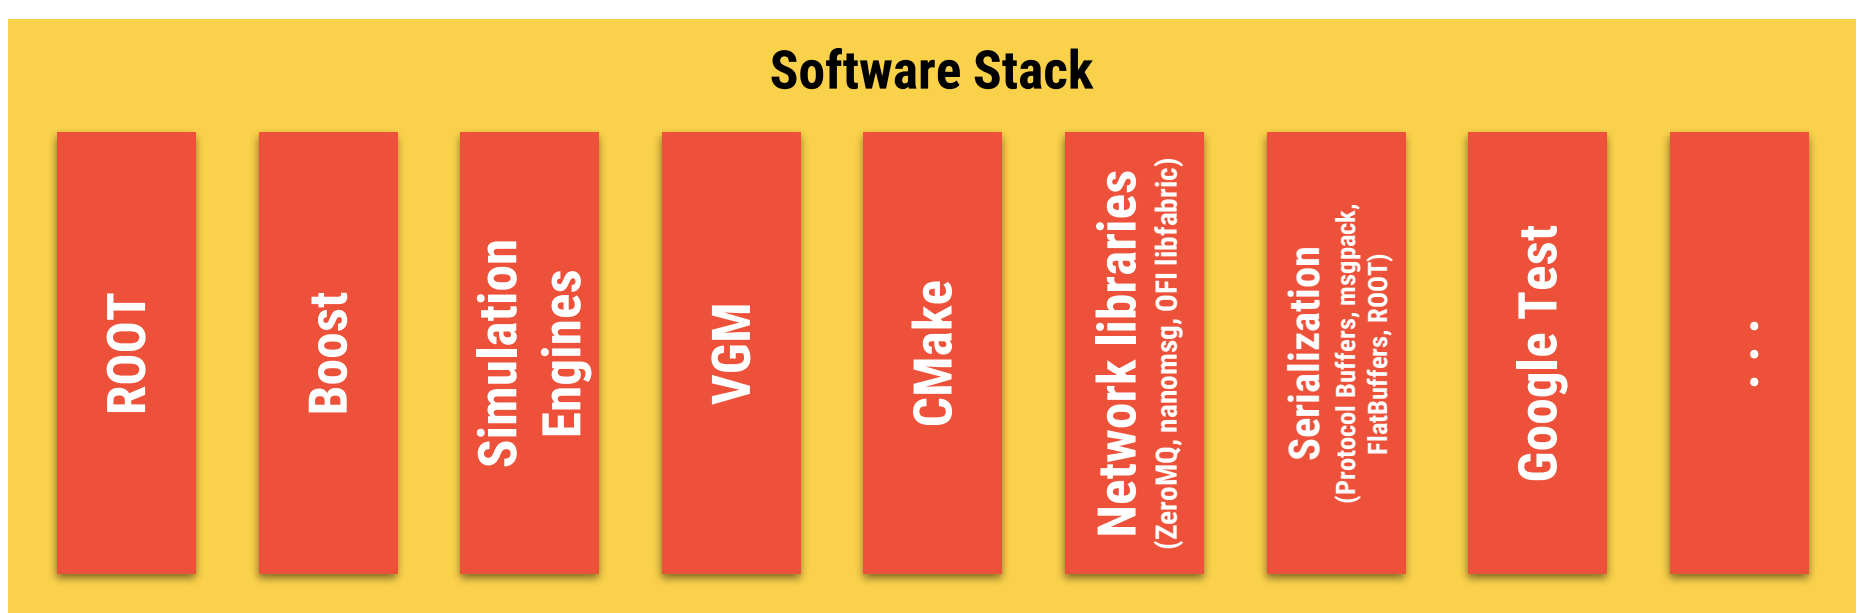 Software Stack
ROOT
Boost
Simulation
Engines
VGM
CMake
Network libraries
(ZeroMQ, nanomsg, OFI libfabric)
Serialization
(Protocol Buffers, msgpack,
FlatBuffers, ROOT)
Google Test
...